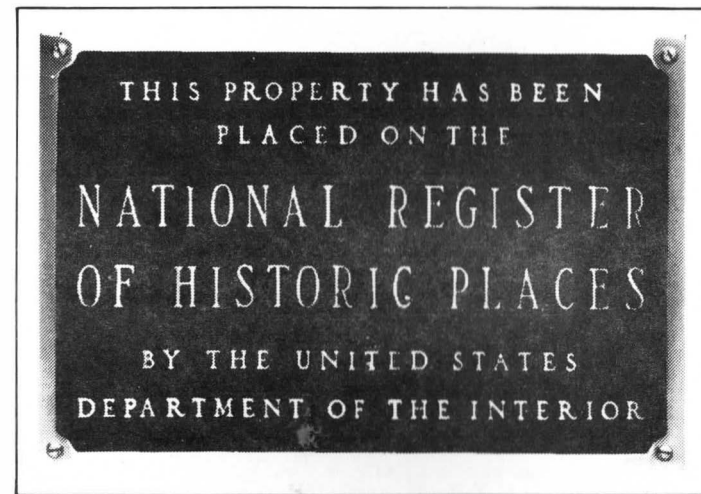 THIS PROPERTY HAS BEEN
PLACED ON THE
NATIONAL REGISTER
OF HISTORIC PLACES
BY THE UNITED STATES
DEPARTMENT OF THE INTERIOR